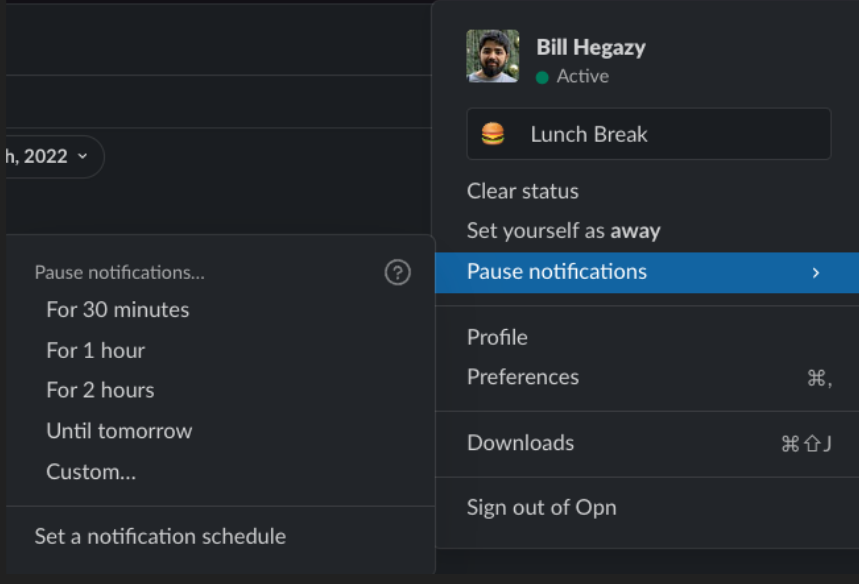 Bill Hegazy
Active
Lunch Break
Clear status
Set yourself as away
Pause notifications
Profile
Preferences ⌘,
Downloads ⌘⇧J
Sign out of Opn
h, 2022
Pause notifications...
For 30 minutes
For 1 hour
For 2 hours
Until tomorrow
Custom...
Set a notification schedule